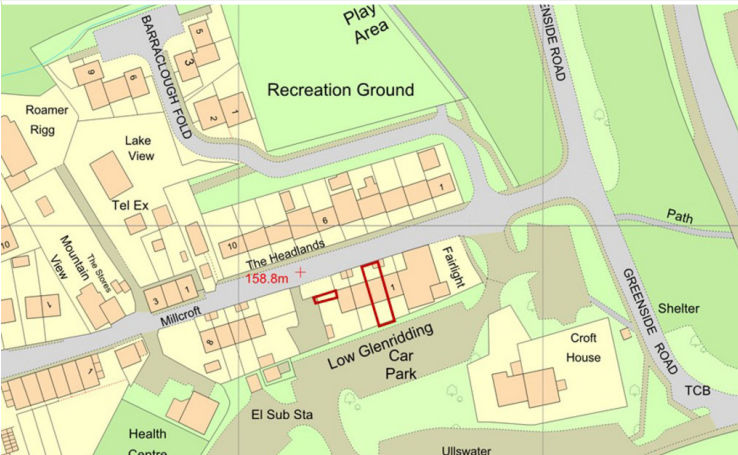 BARRACLOUGH FOLD
Play
Area
GREENSIDE ROAD
5
3
9
6
2
1
Recreation Ground
Roamer
Rigg
Lake
View
Tel Ex
10
6
1
The Headlands
158.8m
Fairlight
Path
10
Mountain
View
The Stores
3
1
Millcroft
1
1
8
Low Glenridding
Car
Park
GREENSIDE ROAD
Shelter
Croft
House
TCB
1
El Sub Sta
Health
Centre
Ullswater